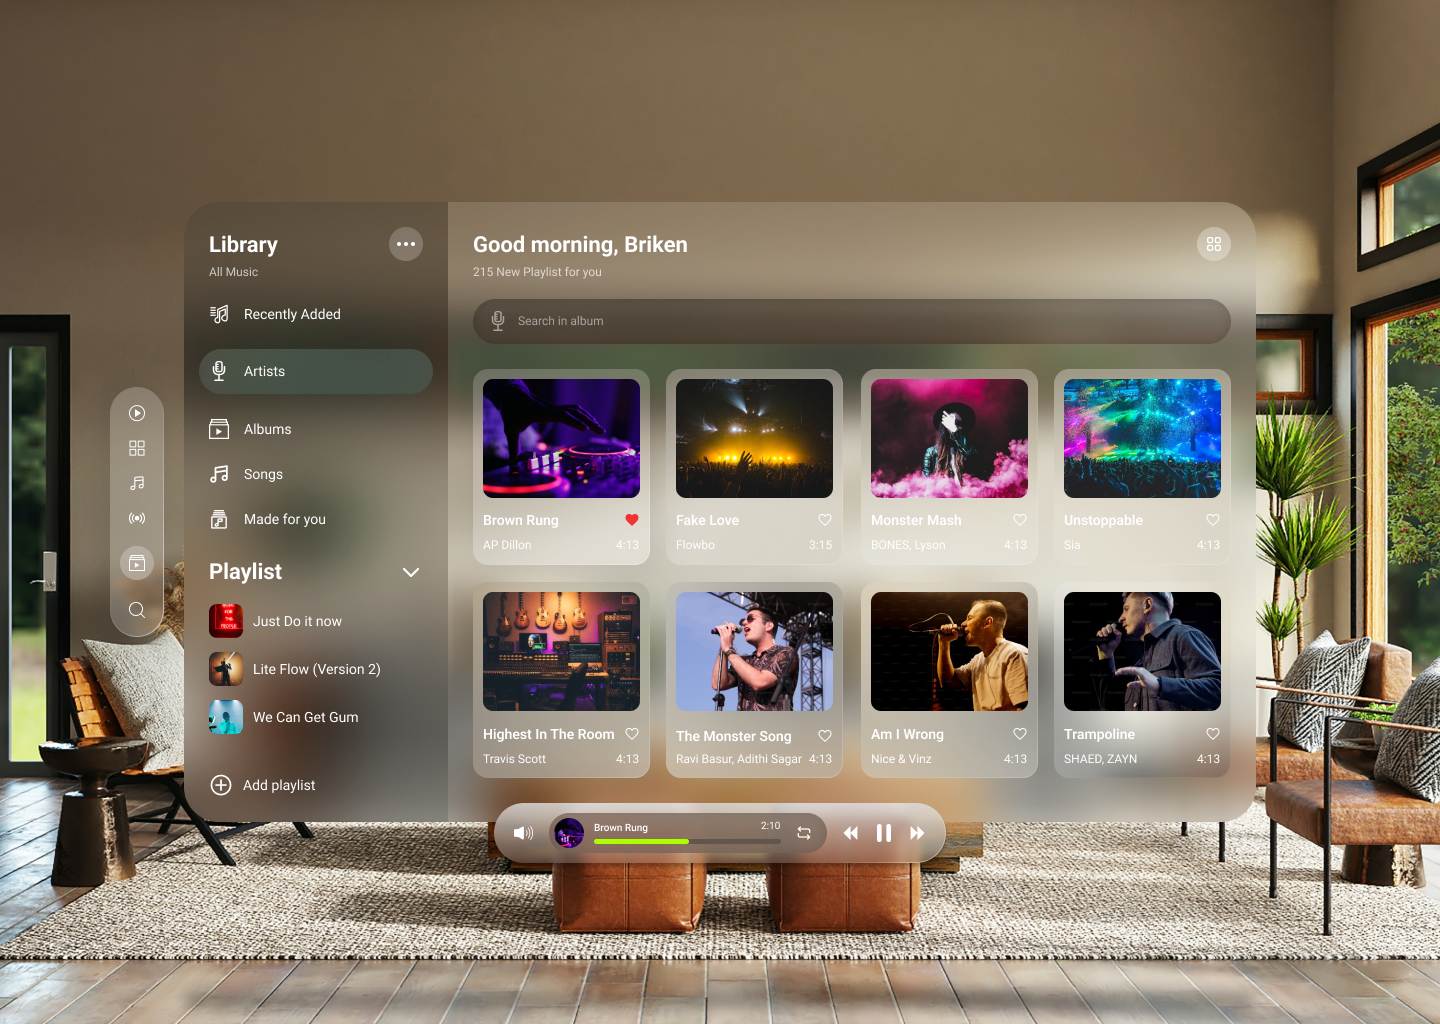 Library
All Music
Recently Added
Artists
Albums
Songs
Made for you
Playlist
Just Do it now
Lite Flow (Version 2)
We Can Get Gum
Add playlist
Good morning, Briken
215 New Playlist for you
Search in album
Brown Rung
AP Dillon 4:13
Fake Love
Flowbo 3:15
Monster Mash
BONES, Lyson 4:13
Unstoppable
Sia 4:13
Highest In The Room
Travis Scott 4:13
The Monster Song
Ravi Basur, Adithi Sagar 4:13
Am I Wrong
Nice & Vinz 4:13
Trampoline
SHAED, ZAYN 4:13
Brown Rung 2:10